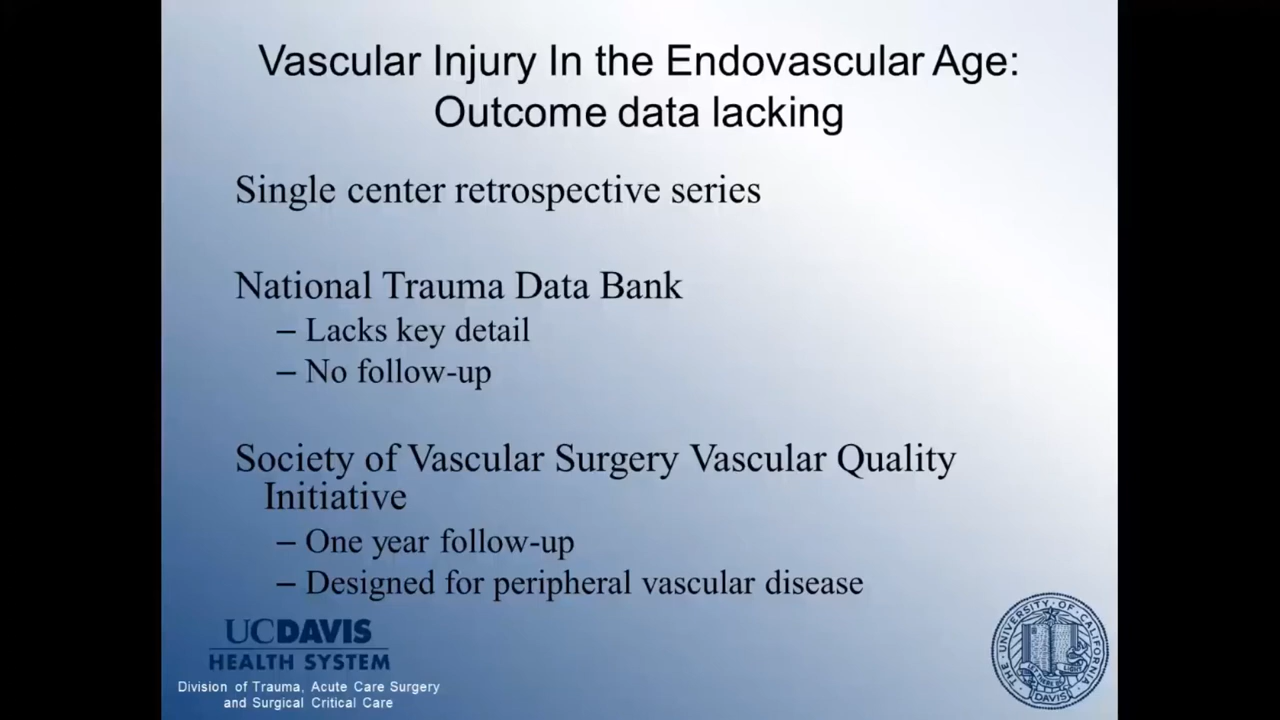 Vascular Injury In the Endovascular Age:
Outcome data lacking
Single center retrospective series
National Trauma Data Bank
– Lacks key detail
– No follow-up
Society of Vascular Surgery Vascular Quality
Initiative
– One year follow-up
– Designed for peripheral vascular disease
UCDAVIS
HEALTH SYSTEM
Division of Trauma, Acute Care Surgery
and Surgical Critical Care
THE UNIVERSITY OF CALIFORNIA
DAVIS